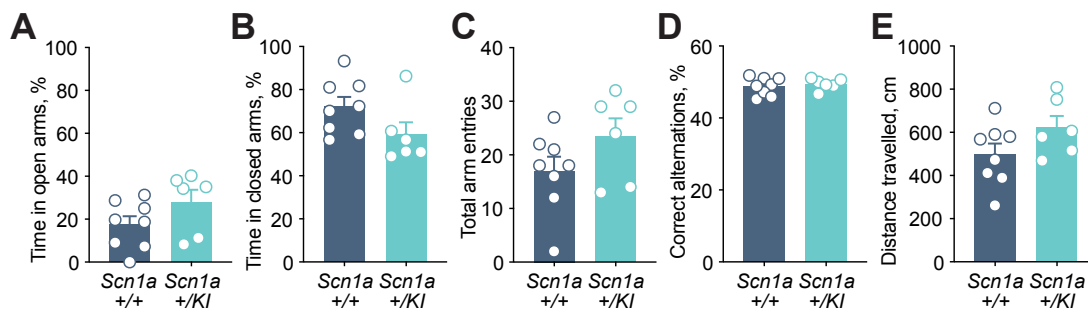 A
Time in open arms, %
100
80
60
40
20
0
Scn1a
+/+
Scn1a
+/KI
B
Time in closed arms, %
100
80
60
40
20
0
Scn1a
+/+
Scn1a
+/KI
C
Total arm entries
40
30
20
10
0
Scn1a
+/+
Scn1a
+/KI
D
Correct alternations, %
60
40
20
0
Scn1a
+/+
Scn1a
+/KI
E
Distance travelled, cm
1000
800
600
400
200
0
Scn1a
+/+
Scn1a
+/KI